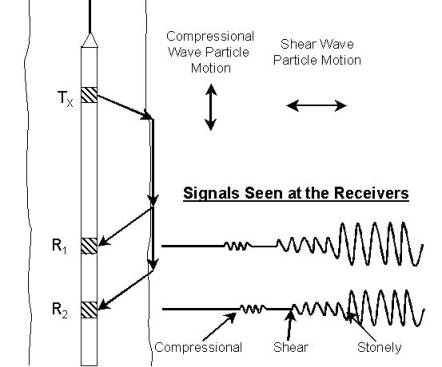 Compressional
Wave Particle
Motion
Shear Wave
Particle Motion
Tx
Signals Seen at the Receivers
R1
R2
Compressional
Shear
Stonely